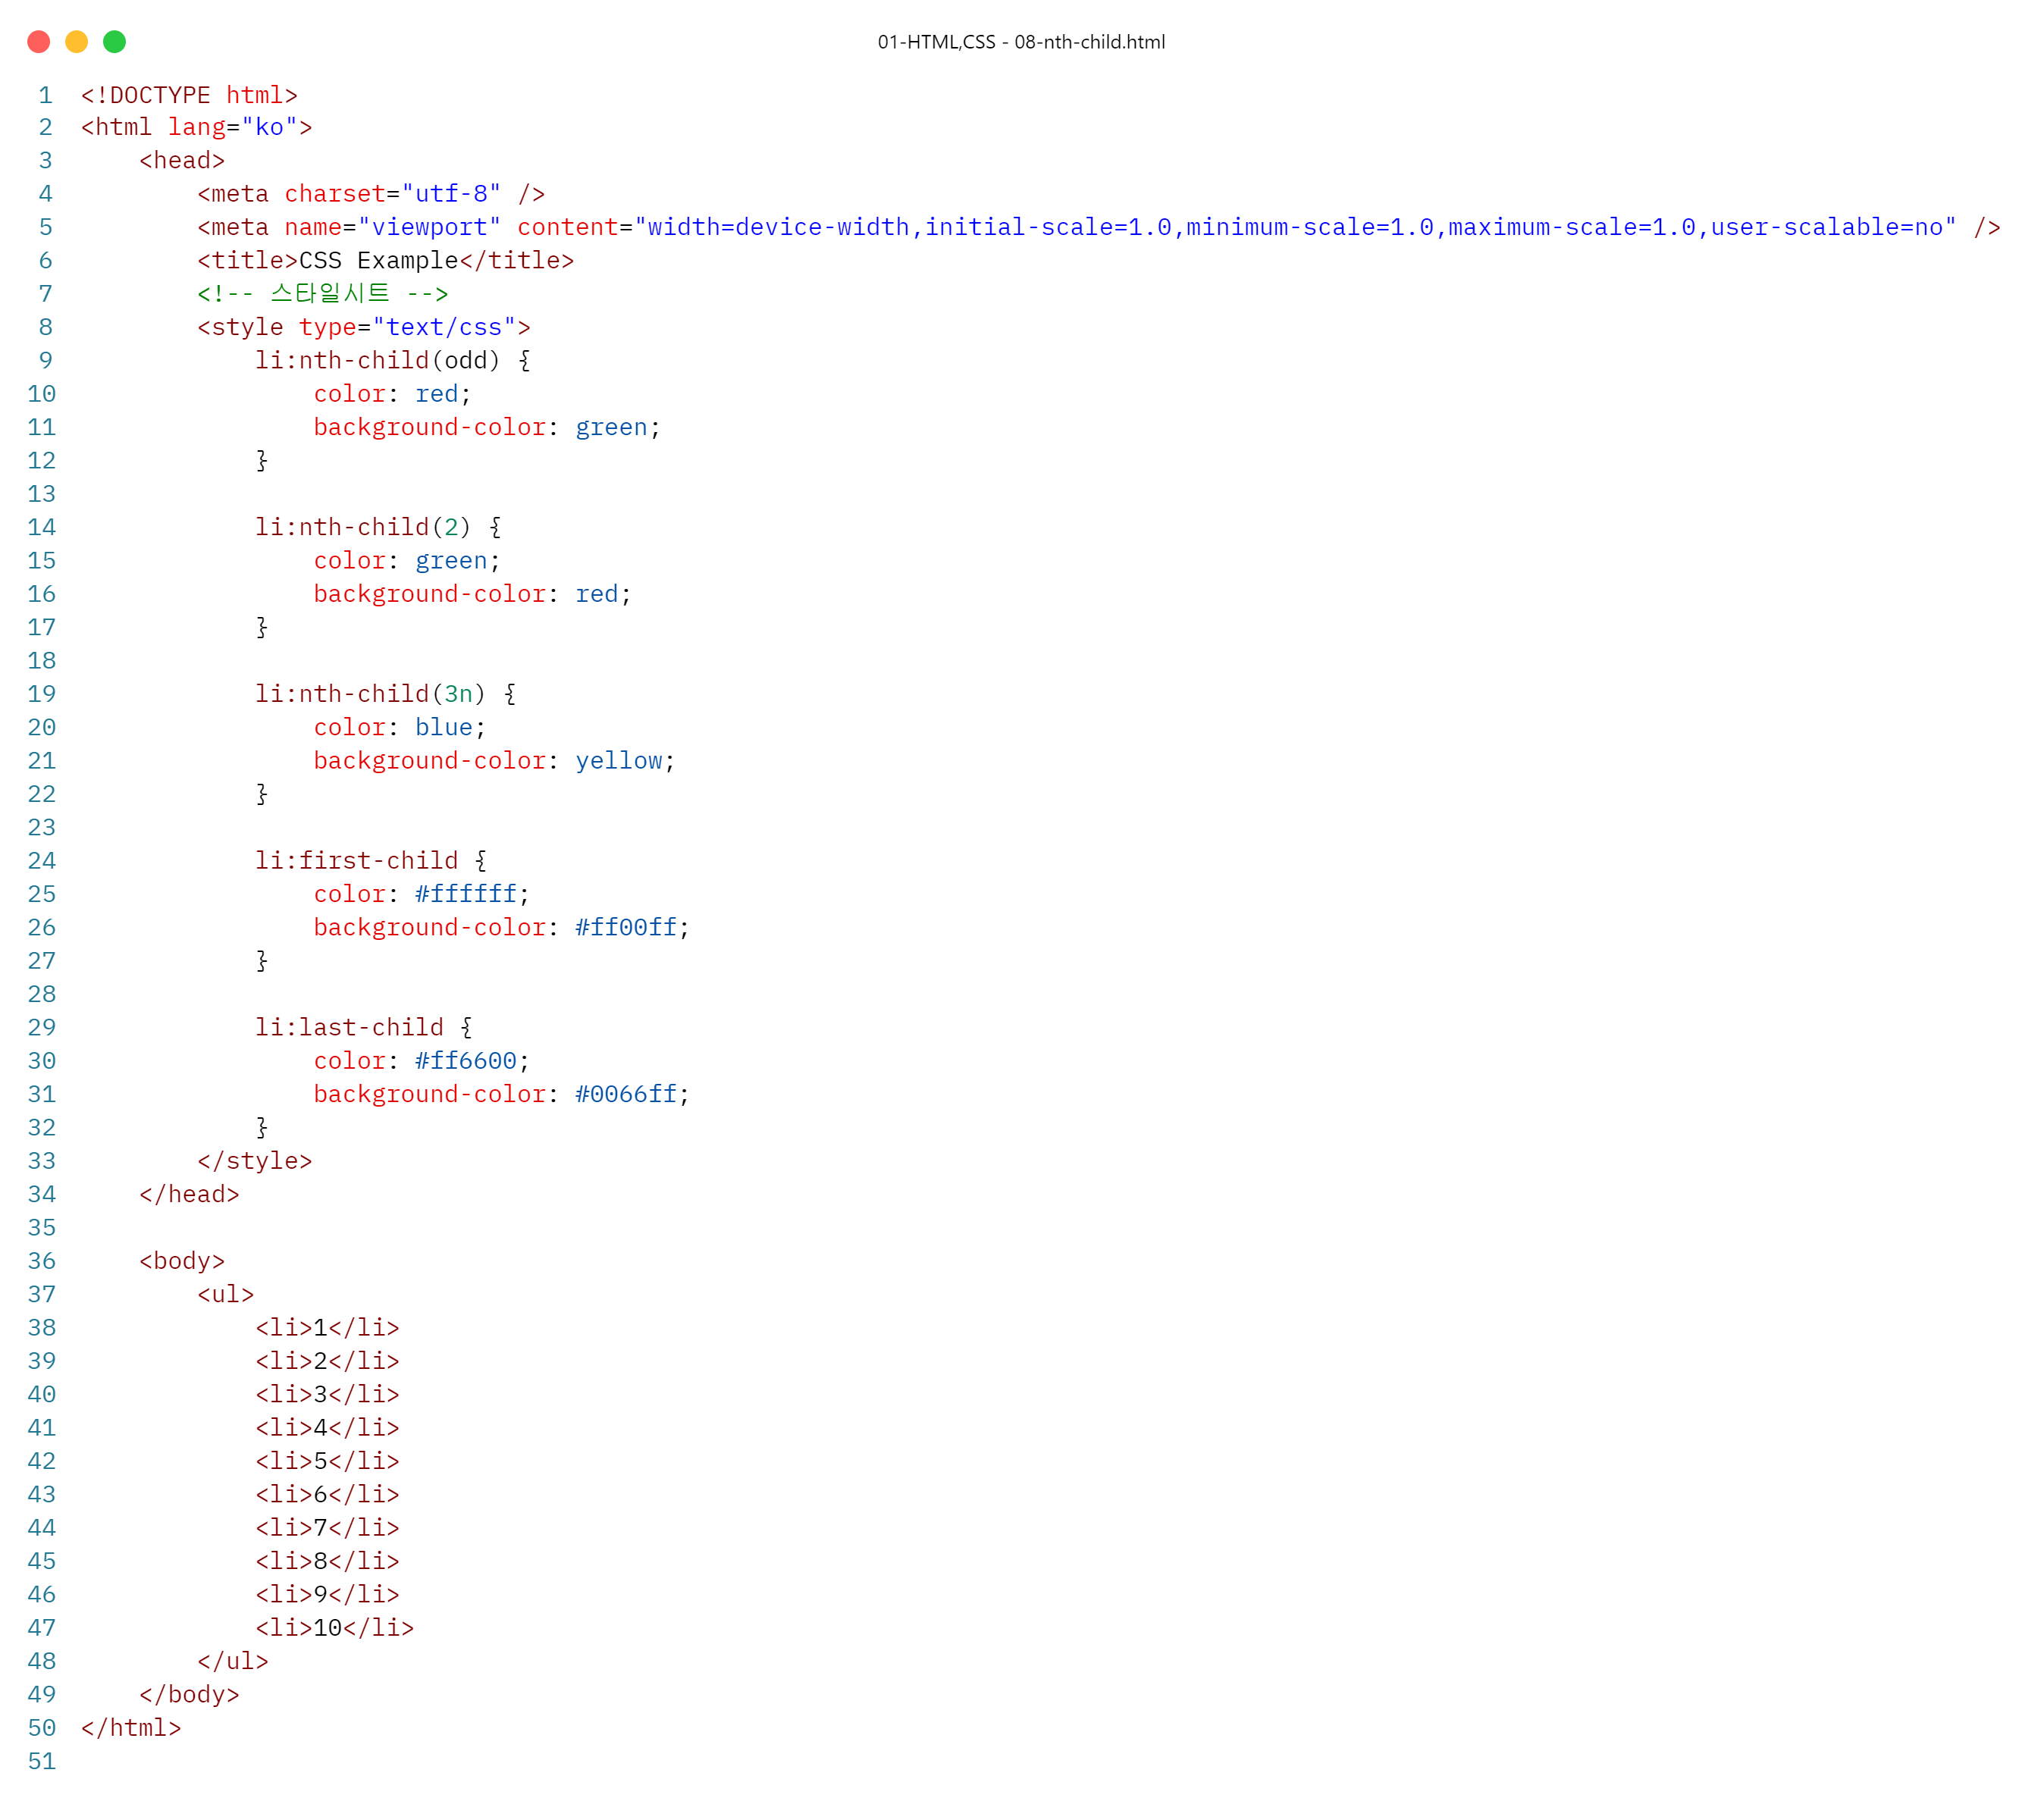 01-HTML,CSS - 08-nth-child.html
1 <!DOCTYPE html>
2 <html lang="ko">
3     <head>
4         <meta charset="utf-8" />
5         <meta name="viewport" content="width=device-width,initial-scale=1.0,minimum-scale=1.0,maximum-scale=1.0,user-scalable=no" />
6         <title>CSS Example</title>
7         <!-- 스타일시트 -->
8         <style type="text/css">
9             li:nth-child(odd) {
10                 color: red;
11                 background-color: green;
12             }
13
14             li:nth-child(2) {
15                 color: green;
16                 background-color: red;
17             }
18
19             li:nth-child(3n) {
20                 color: blue;
21                 background-color: yellow;
22             }
23
24             li:first-child {
25                 color: #ffffff;
26                 background-color: #ff00ff;
27             }
28
29             li:last-child {
30                 color: #ff6600;
31                 background-color: #0066ff;
32             }
33         </style>
34     </head>
35
36     <body>
37         <ul>
38             <li>1</li>
39             <li>2</li>
40             <li>3</li>
41             <li>4</li>
42             <li>5</li>
43             <li>6</li>
44             <li>7</li>
45             <li>8</li>
46             <li>9</li>
47             <li>10</li>
48         </ul>
49     </body>
50 </html>
51